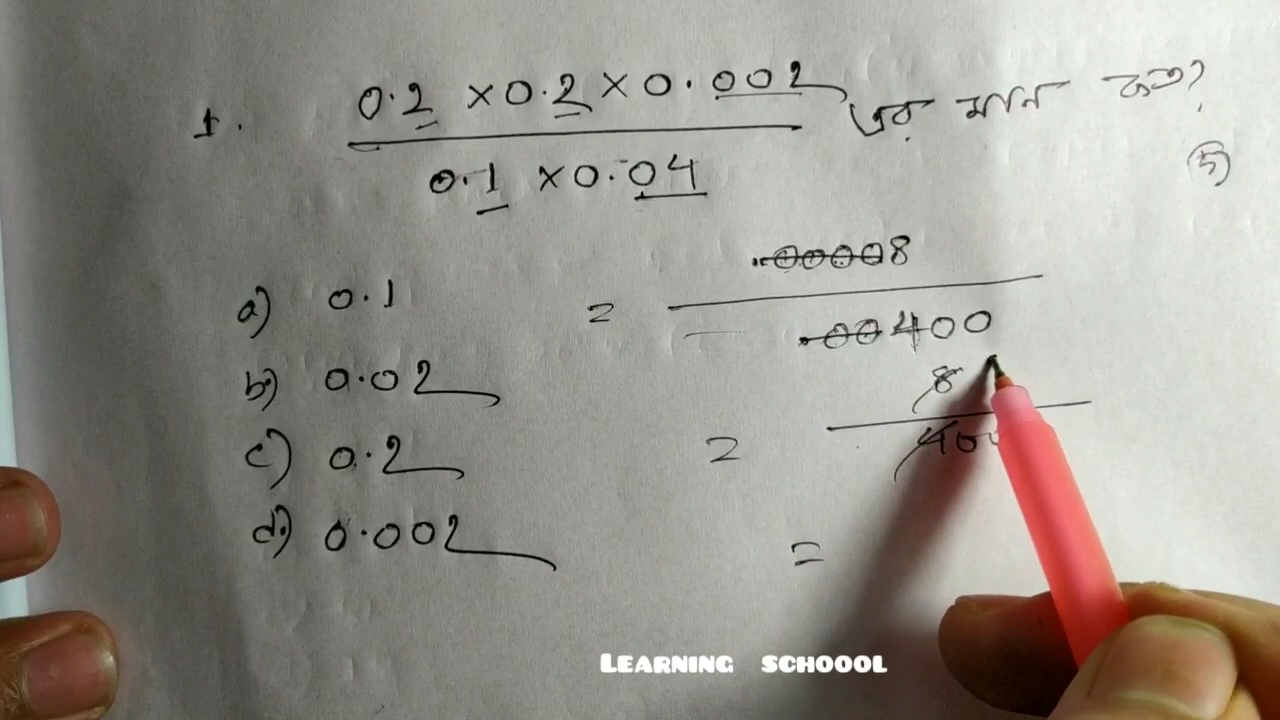 1. 0.2 × 0.2 × 0.002 এর মান কত?
0.1 × 0.04
৫
a) 0.1
b) 0.02
c) 0.2
d) 0.002
= .00008
.00400
= 8
400
=
LEARNING SCHOOOL